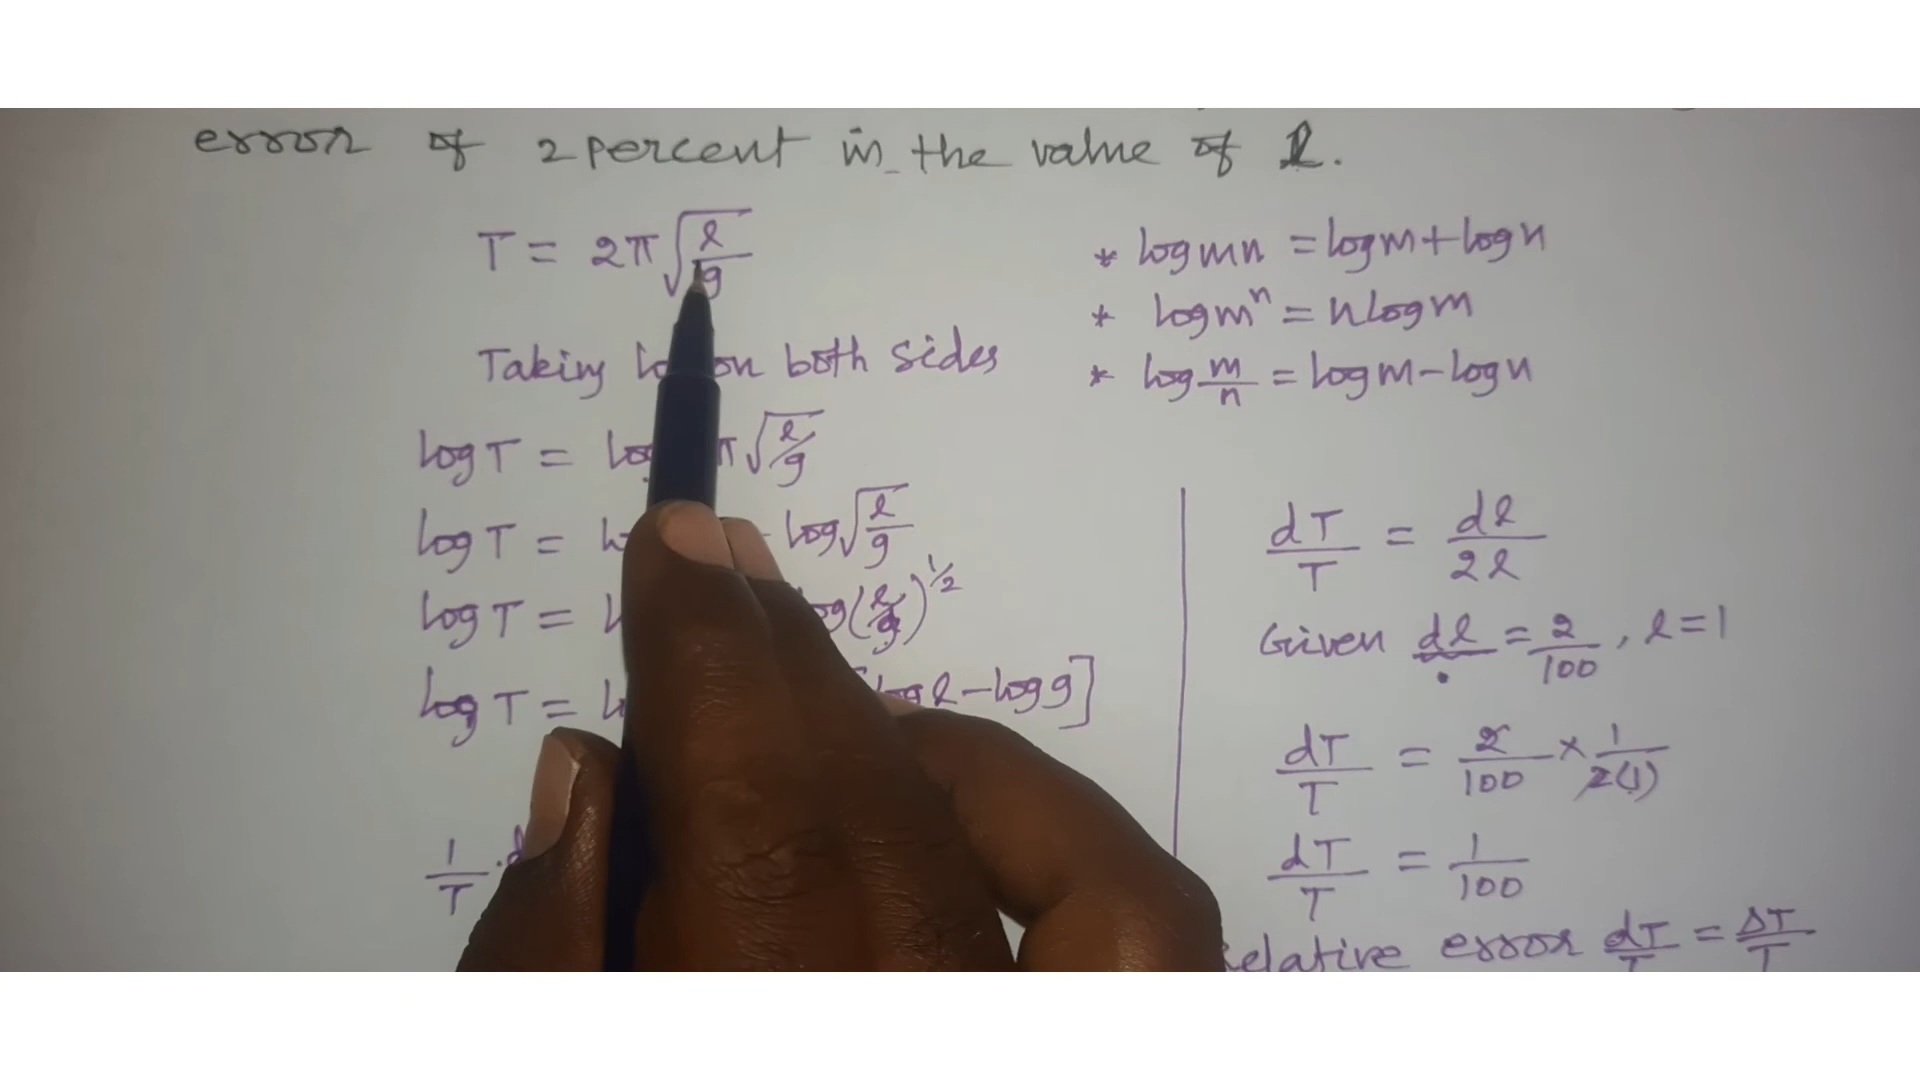 error of 2 percent in the value of l.
T = 2π√(l/g)
Taking on both sides
log T = π√(l/g)
log T = log√(l/g)
log T = (l/g)^1/2
log T = log l - log g]
1/T
* log mn = log m + log n
* log m^n = n log m
* log m/n = log m - log n
dT/T = dl/2l
Given dl = 2/100, l = 1
dT/T = 2/100 × 1/2(1)
dT/T = 1/100
error dT/T = ΔT/T